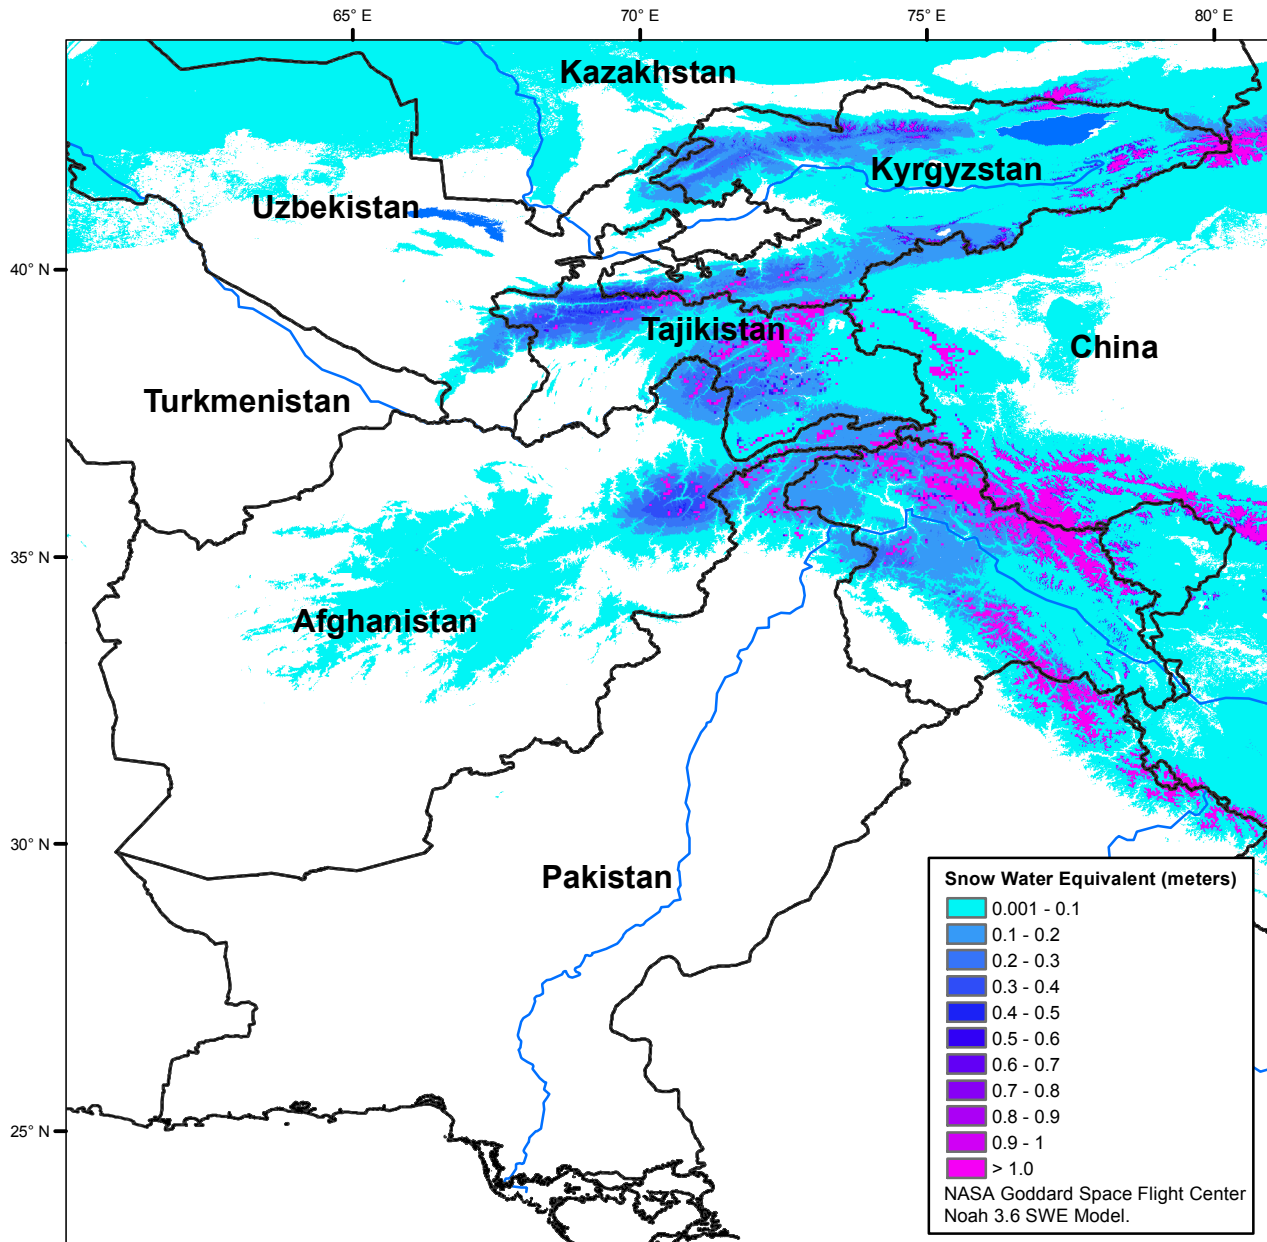 65° E
70° E
75° E
80° E
Kazakhstan
Kyrgyzstan
Uzbekistan
40° N
Tajikistan
China
Turkmenistan
35° N
Afghanistan
30° N
Pakistan
25° N
Snow Water Equivalent (meters)
0.001 - 0.1
0.1 - 0.2
0.2 - 0.3
0.3 - 0.4
0.4 - 0.5
0.5 - 0.6
0.6 - 0.7
0.7 - 0.8
0.8 - 0.9
0.9 - 1
> 1.0
NASA Goddard Space Flight Center
Noah 3.6 SWE Model.